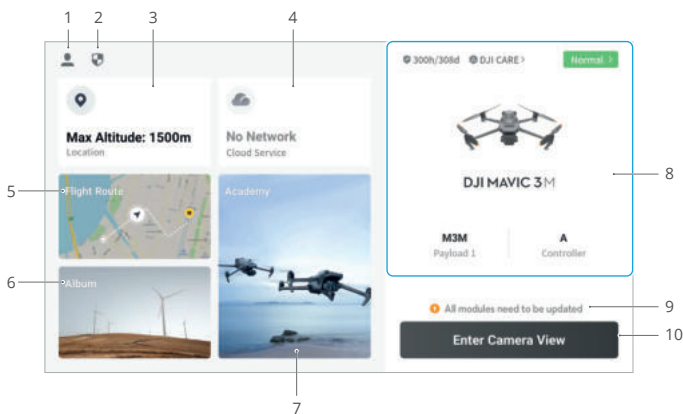 1
2
3
4
300h/308d
DJI CARE >
Normal >
Max Altitude: 1500m
Location
No Network
Cloud Service
5
Flight Route
Academy
8
DJI MAVIC 3M
M3M
Payload 1
A
Controller
6
Album
All modules need to be updated
9
Enter Camera View
10
7